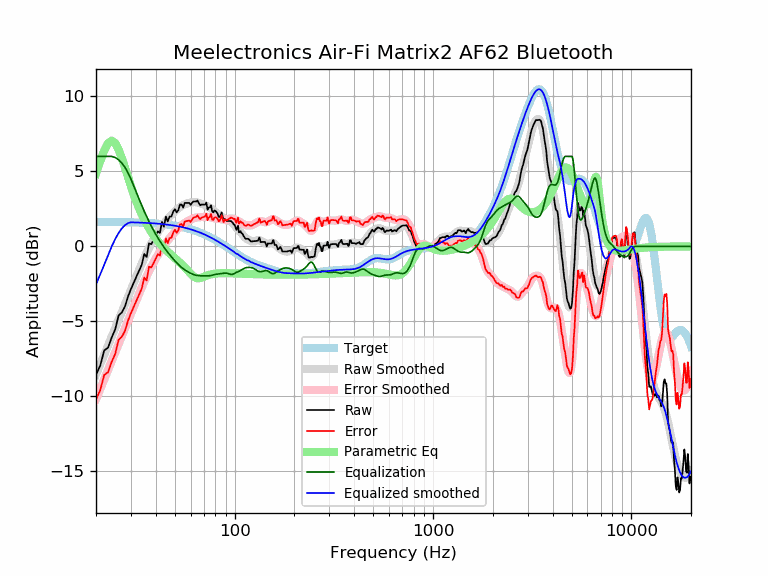 Meelectronics Air-Fi Matrix2 AF62 Bluetooth
Amplitude (dBr)
10
5
0
−5
−10
−15
Target
Raw Smoothed
Error Smoothed
Raw
Error
Parametric Eq
Equalization
Equalized smoothed
100
1000
10000
Frequency (Hz)